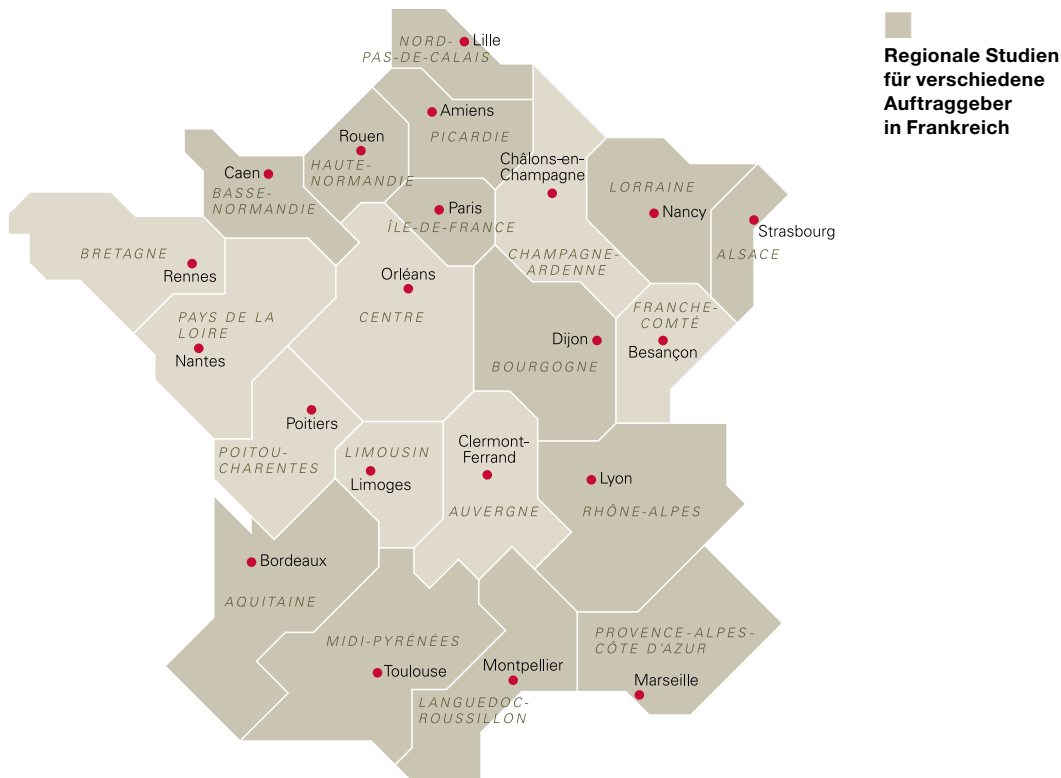 Regionale Studien
für verschiedene
Auftraggeber
in Frankreich
NORD-
PAS-DE-CALAIS
Lille
Amiens
PICARDIE
Rouen
HAUTE-
NORMANDIE
Caen
BASSE-
NORMANDIE
Châlons-en-
Champagne
CHAMPAGNE-
ARDENNE
LORRAINE
Nancy
Strasbourg
ALSACE
Paris
ÎLE-DE-FRANCE
BRETAGNE
Rennes
Orléans
CENTRE
PAYS DE LA
LOIRE
Nantes
FRANCHE-
COMTÉ
Besançon
Dijon
BOURGOGNE
Poitiers
POITOU-
CHARENTES
LIMOUSIN
Limoges
Clermont-
Ferrand
AUVERGNE
Lyon
RHÔNE-ALPES
Bordeaux
AQUITAINE
MIDI-PYRÉNÉES
Toulouse
Montpellier
LANGUEDOC-
ROUSSILLON
PROVENCE-ALPES-
CÔTE D'AZUR
Marseille